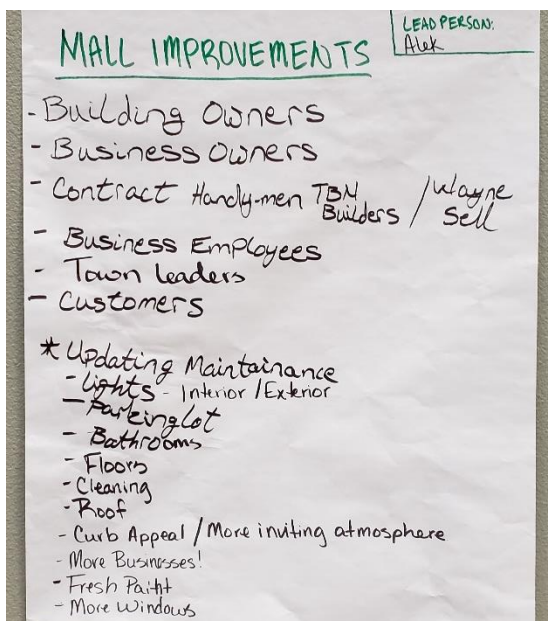 LEAD PERSON:
Alek
MALL IMPROVEMENTS
- Building Owners
- Business Owners
- Contract Handy-men TBN Builders / Wayne Sell
- Business Employees
- Town leaders
- Customers
* Updating Maintainance
- Lights - Interior / Exterior
- Parking Lot
- Bathrooms
- Floors
- Cleaning
- Roof
- Curb Appeal / More inviting atmosphere
- More Businesses!
- Fresh Paint
- More Windows